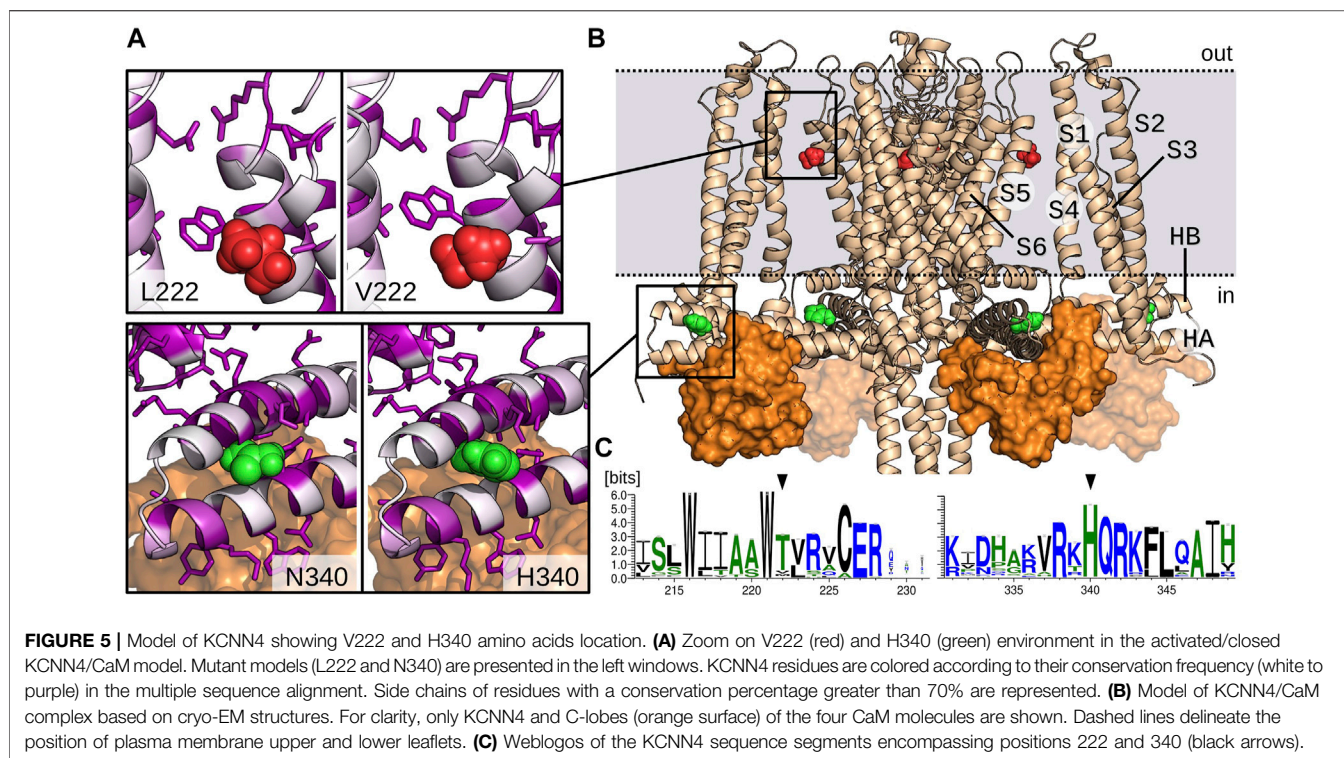 A
B
out
S1
S2
S3
S5
S4
S6
HB
in
HA
L222
V222
N340
H340
C
[bits]
6.0
5.0
4.0
3.0
2.0
1.0
0.0
215
220
225
230
335
340
345
FIGURE 5 | Model of KCNN4 showing V222 and H340 amino acids location. (A) Zoom on V222 (red) and H340 (green) environment in the activated/closed
KCNN4/CaM model. Mutant models (L222 and N340) are presented in the left windows. KCNN4 residues are colored according to their conservation frequency (white to
purple) in the multiple sequence alignment. Side chains of residues with a conservation percentage greater than 70% are represented. (B) Model of KCNN4/CaM
complex based on cryo-EM structures. For clarity, only KCNN4 and C-lobes (orange surface) of the four CaM molecules are shown. Dashed lines delineate the
position of plasma membrane upper and lower leaflets. (C) Weblogos of the KCNN4 sequence segments encompassing positions 222 and 340 (black arrows).